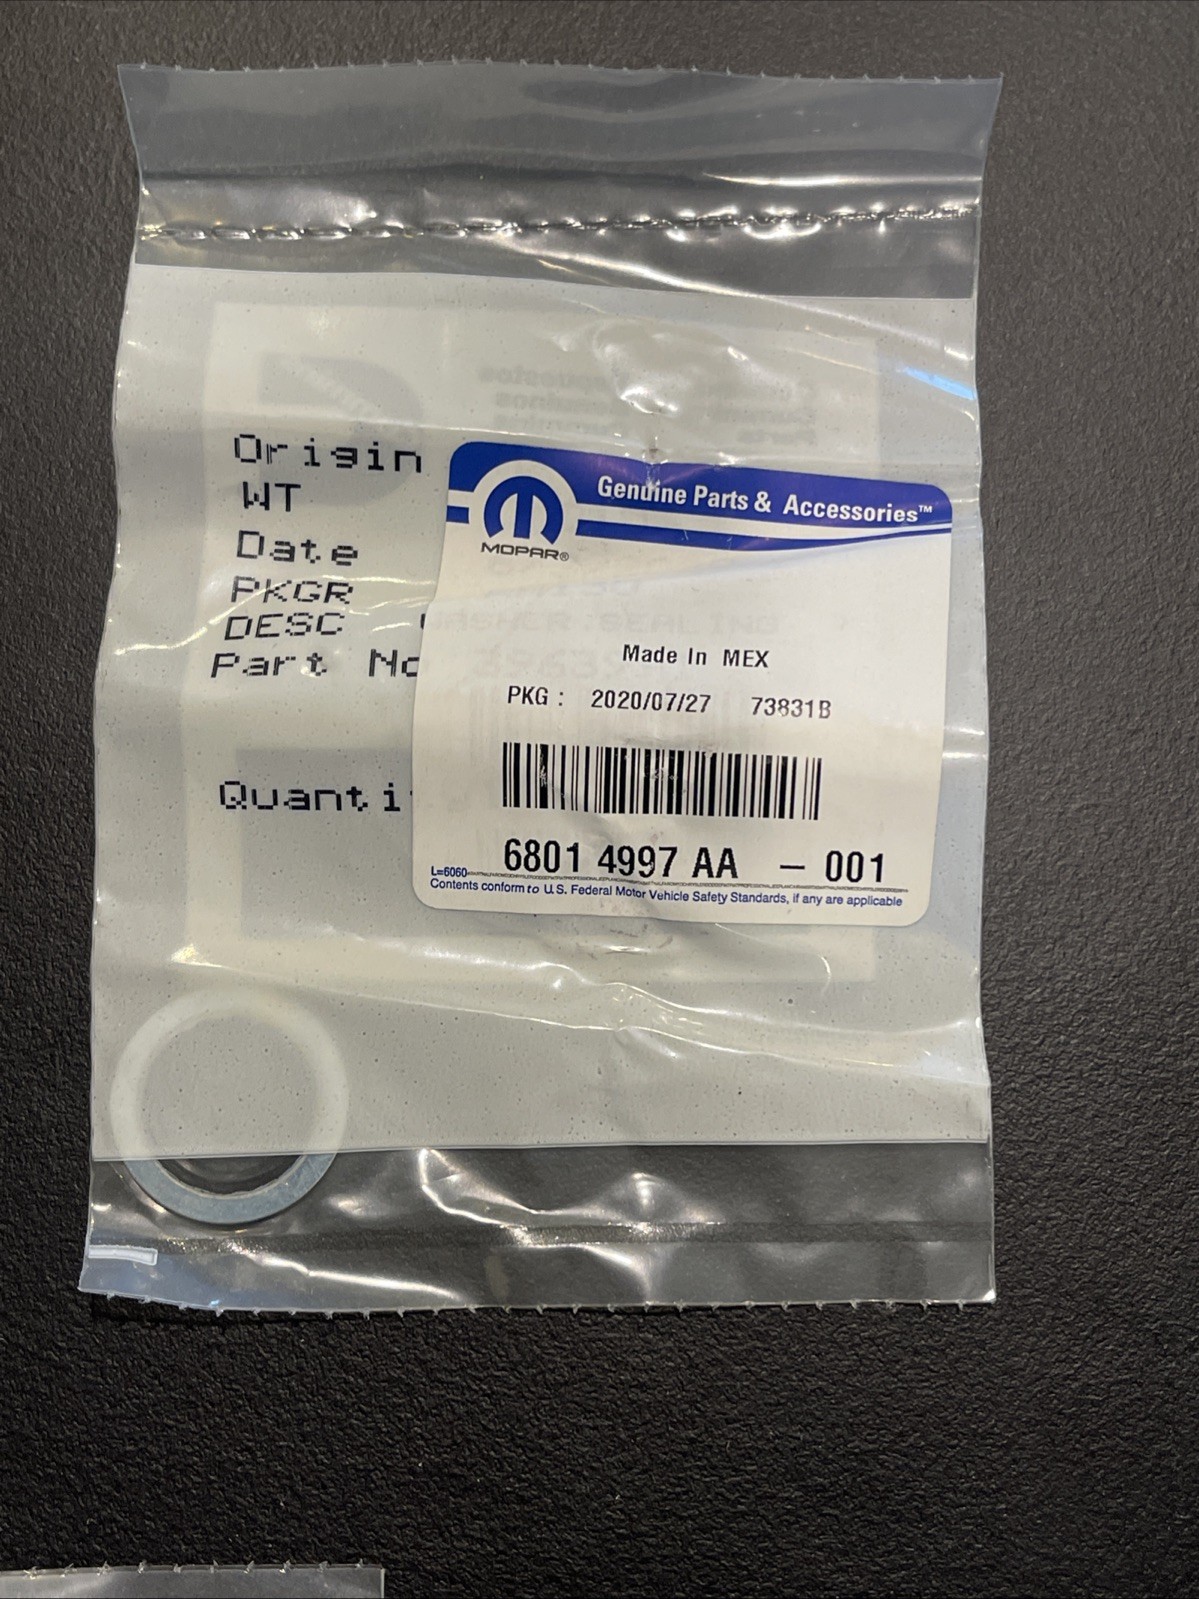 Origin
WT
Date
PKGR
DESC
Part No
Quanti
MOPAR®
Genuine Parts & Accessories™
Made In MEX
PKG : 2020/07/27 73831B
6801 4997 AA - 001
L=6060
Contents conform to U.S. Federal Motor Vehicle Safety Standards, if any are applicable